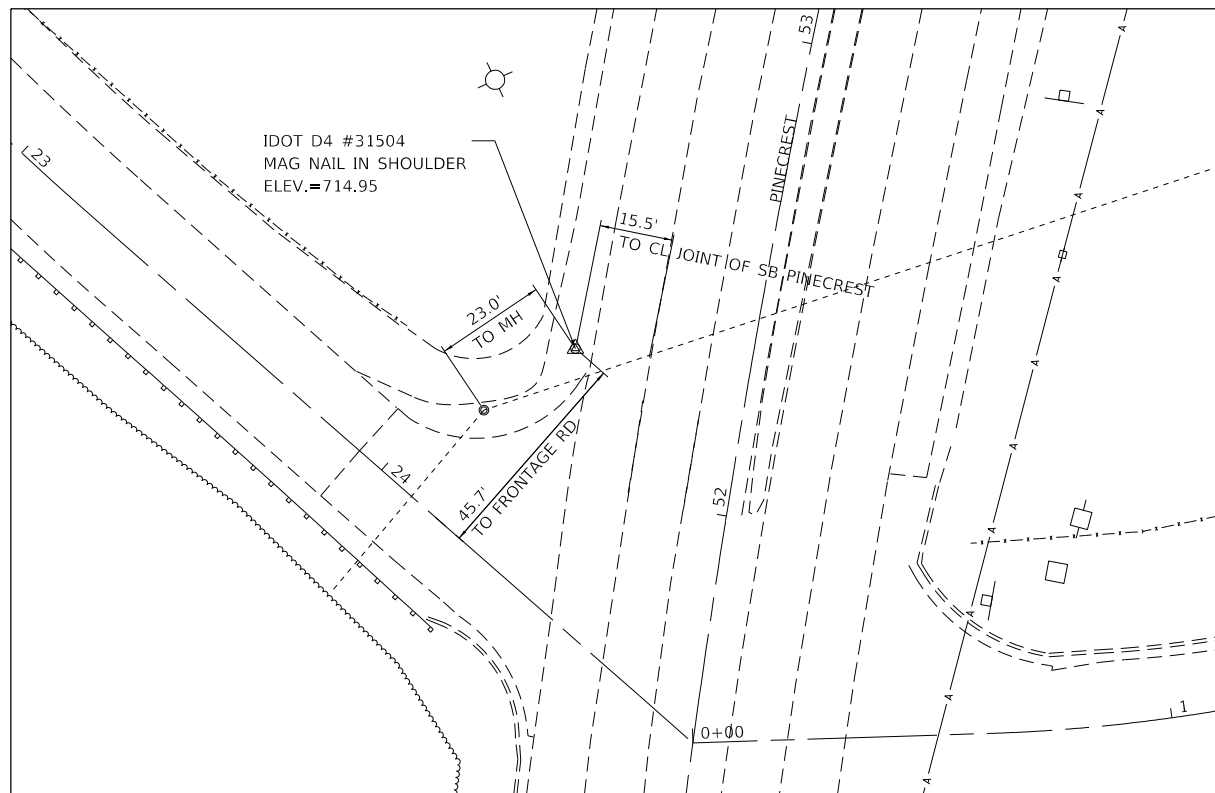 53
IDOT D4 #31504
MAG NAIL IN SHOULDER
ELEV.=714.95
23
PINECREST
15.5'
TO CL JOINT OF SB PINECREST
23.0'
TO MH
24
45.7'
TO FRONTAGE RD
52
0+00
1
A
A
A
A
A
A
A
A
A
A